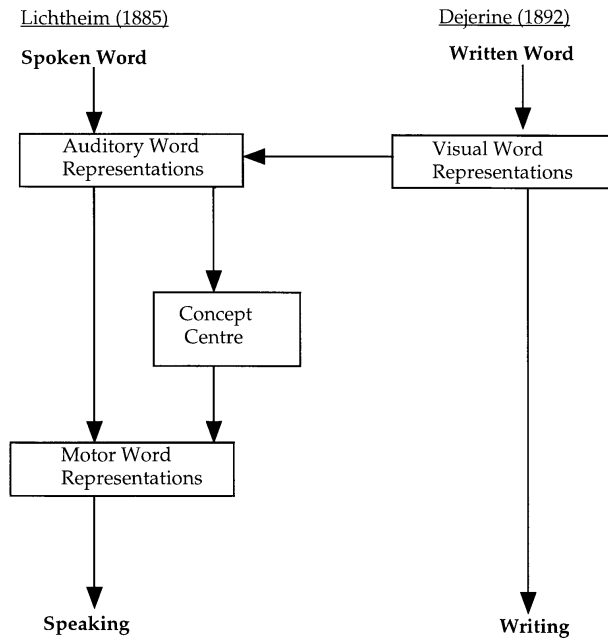 Lichtheim (1885)
Dejerine (1892)
Spoken Word
Written Word
Auditory Word
Representations
Visual Word
Representations
Concept
Centre
Motor Word
Representations
Speaking
Writing